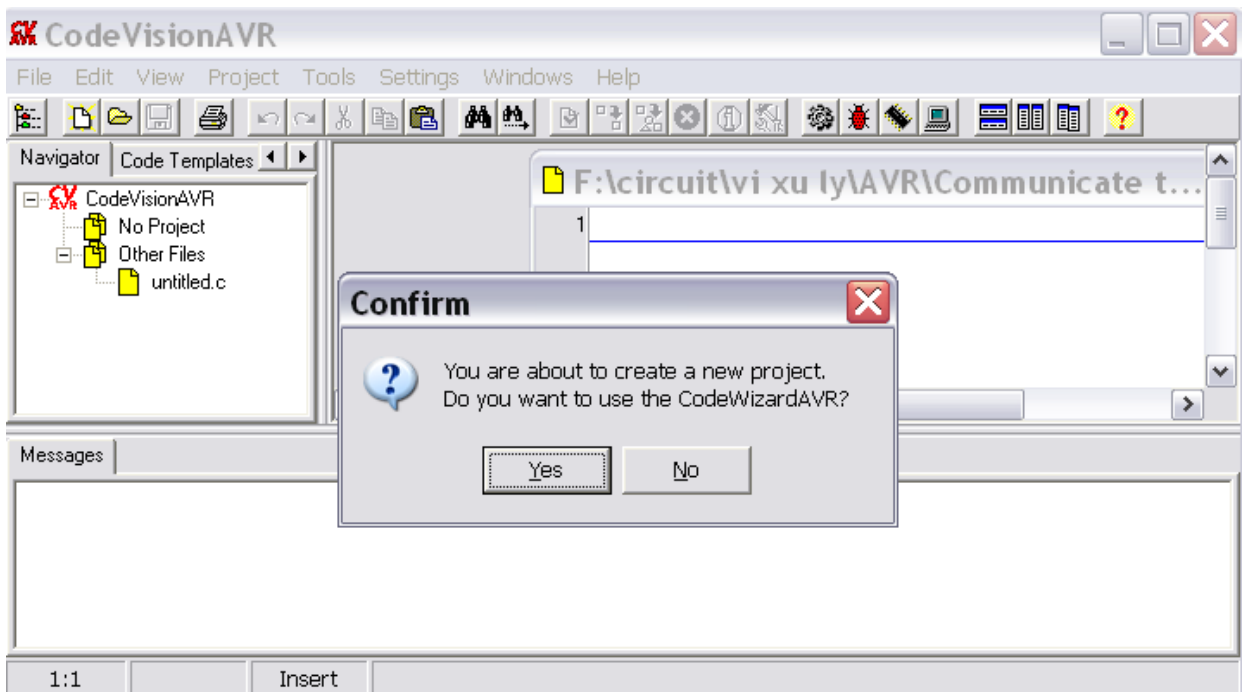 CodeVisionAVR
File Edit View Project Tools Settings Windows Help
Navigator Code Templates
CodeVisionAVR
No Project
Other Files
untitled.c
F:\circuit\vi xu ly\AVR\Communicate t...
1
Confirm
You are about to create a new project.
Do you want to use the CodeWizardAVR?
Yes No
Messages
1:1 Insert